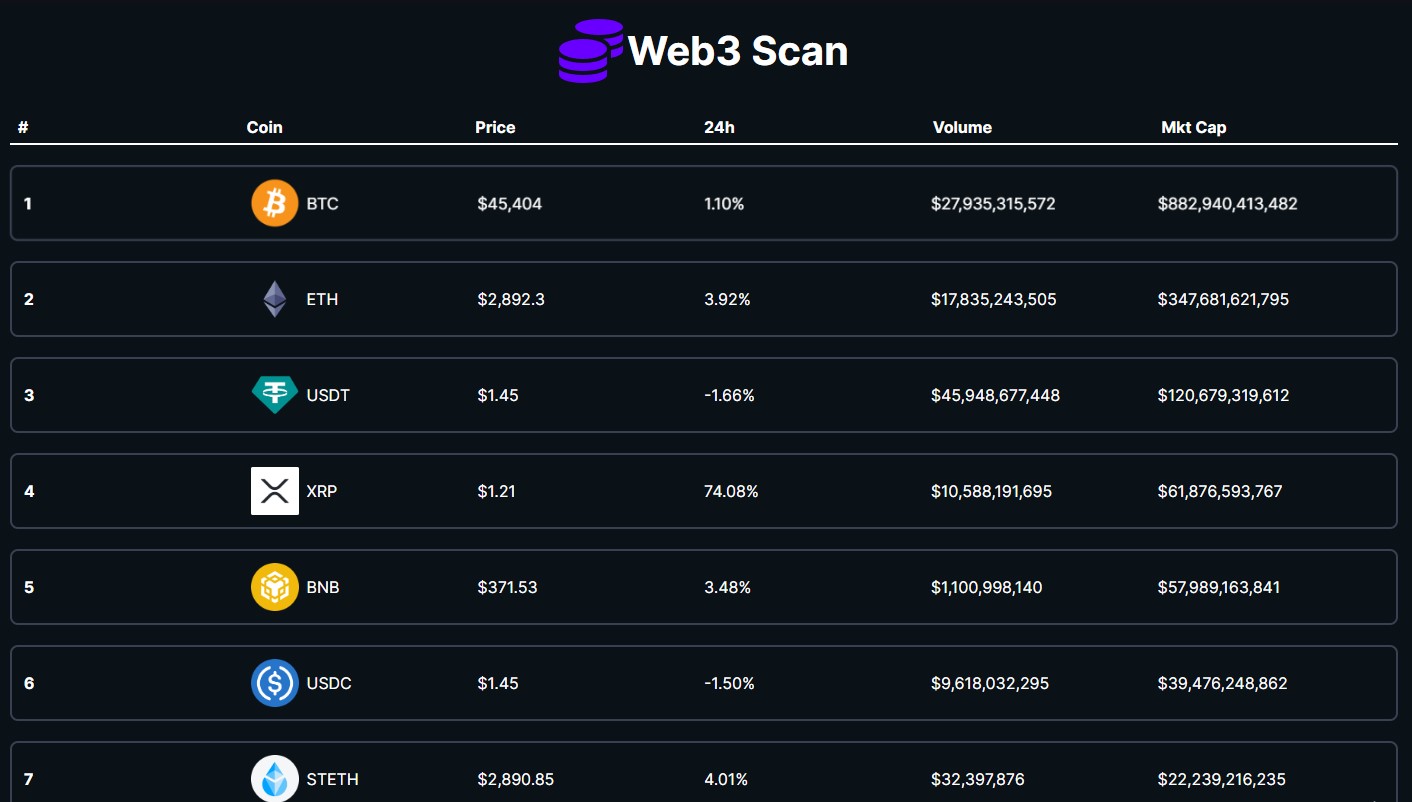 Web3 Scan
# Coin Price 24h Volume Mkt Cap
1 BTC $45,404 1.10% $27,935,315,572 $882,940,413,482
2 ETH $2,892.3 3.92% $17,835,243,505 $347,681,621,795
3 USDT $1.45 -1.66% $45,948,677,448 $120,679,319,612
4 XRP $1.21 74.08% $10,588,191,695 $61,876,593,767
5 BNB $371.53 3.48% $1,100,998,140 $57,989,163,841
6 USDC $1.45 -1.50% $9,618,032,295 $39,476,248,862
7 STETH $2,890.85 4.01% $32,397,876 $22,239,216,235